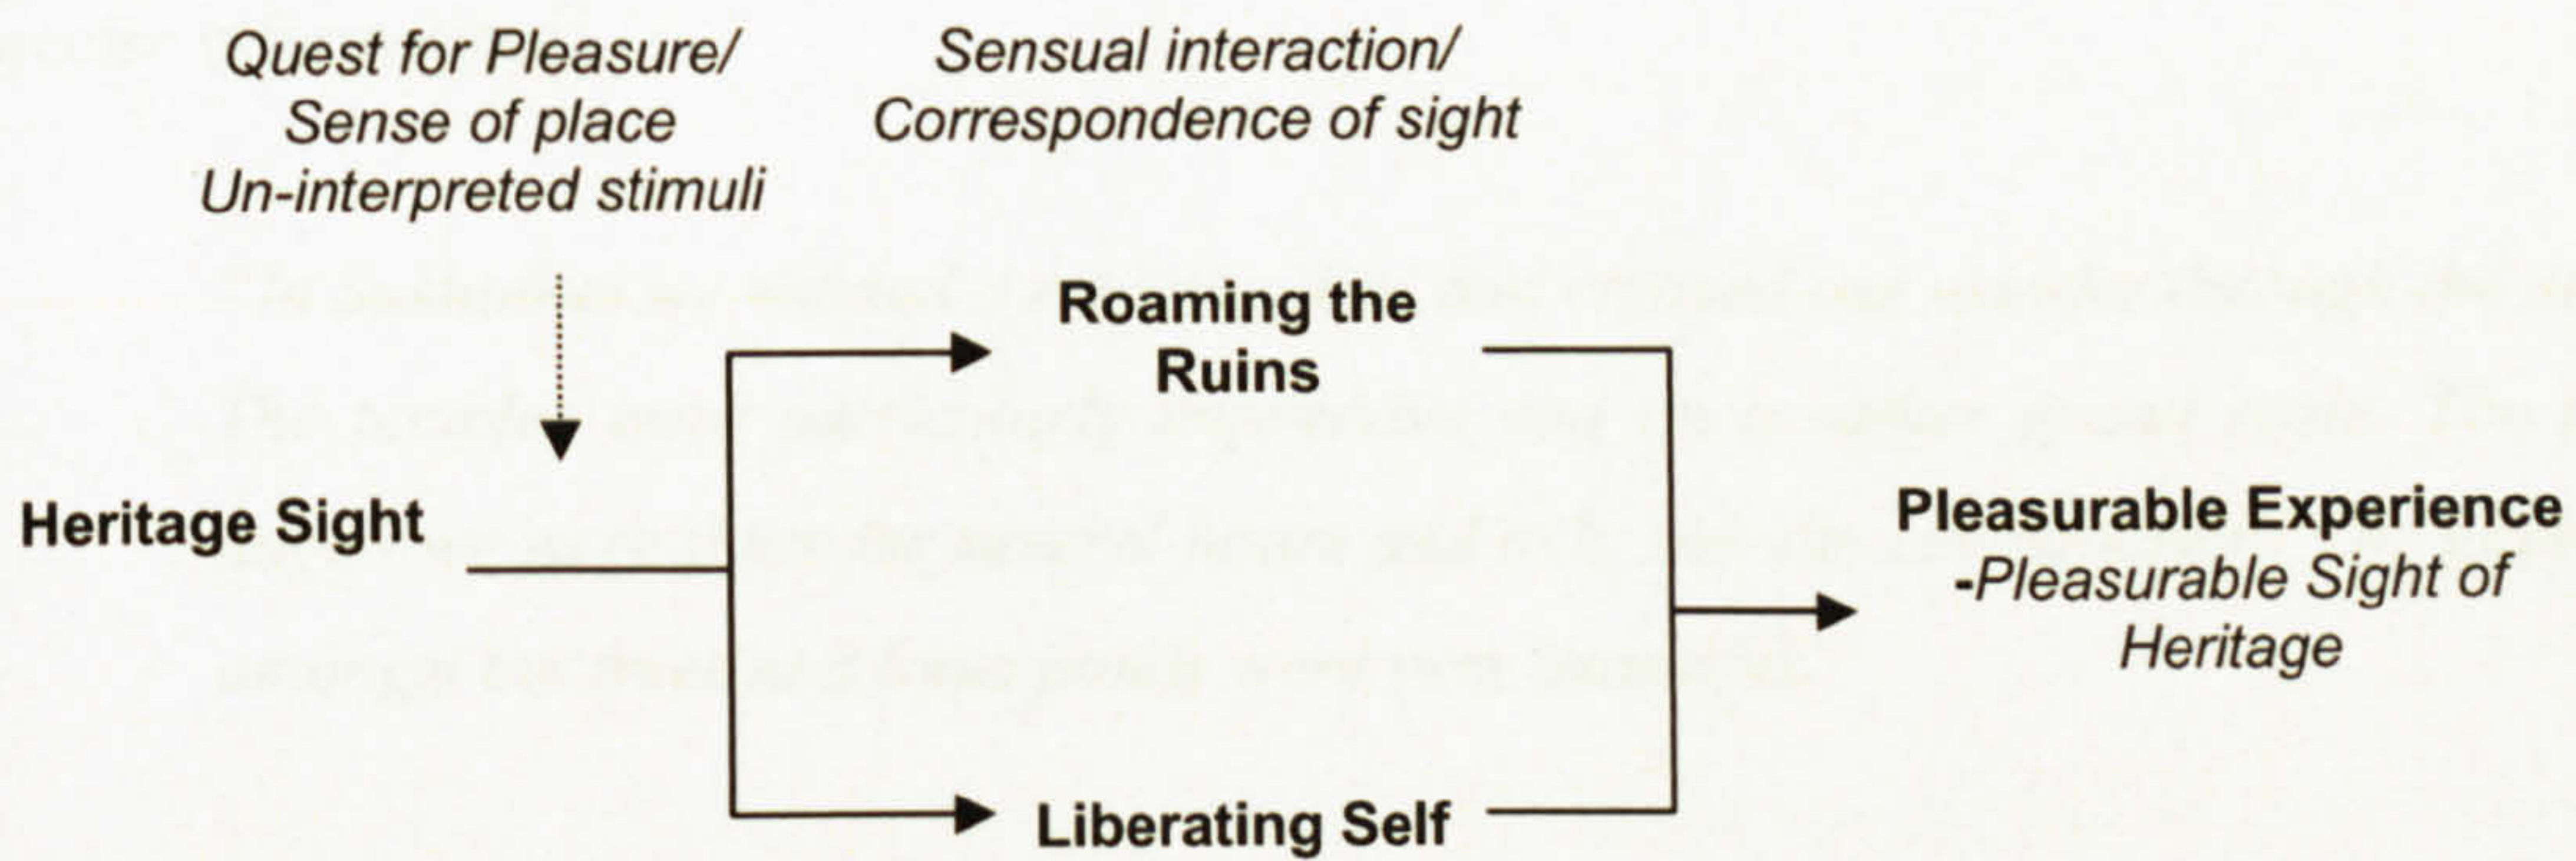 Quest for Pleasure/
Sense of place
Un-interpreted stimuli
Sensual interaction/
Correspondence of sight
Roaming the
Ruins
Heritage Sight
Pleasurable Experience
-Pleasurable Sight of
Heritage
Liberating Self